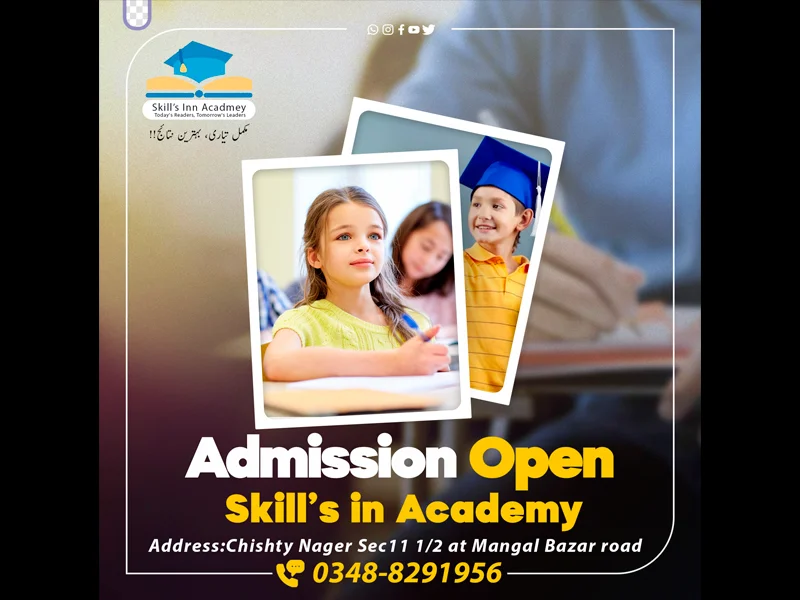 Skill's Inn Acadmey
Today's Readers, Tomorrow's Leaders
مکمل تیاری، بہترین نتائج!!
Admission Open
Skill's in Academy
Address:Chishty Nager Sec11 1/2 at Mangal Bazar road
0348-8291956